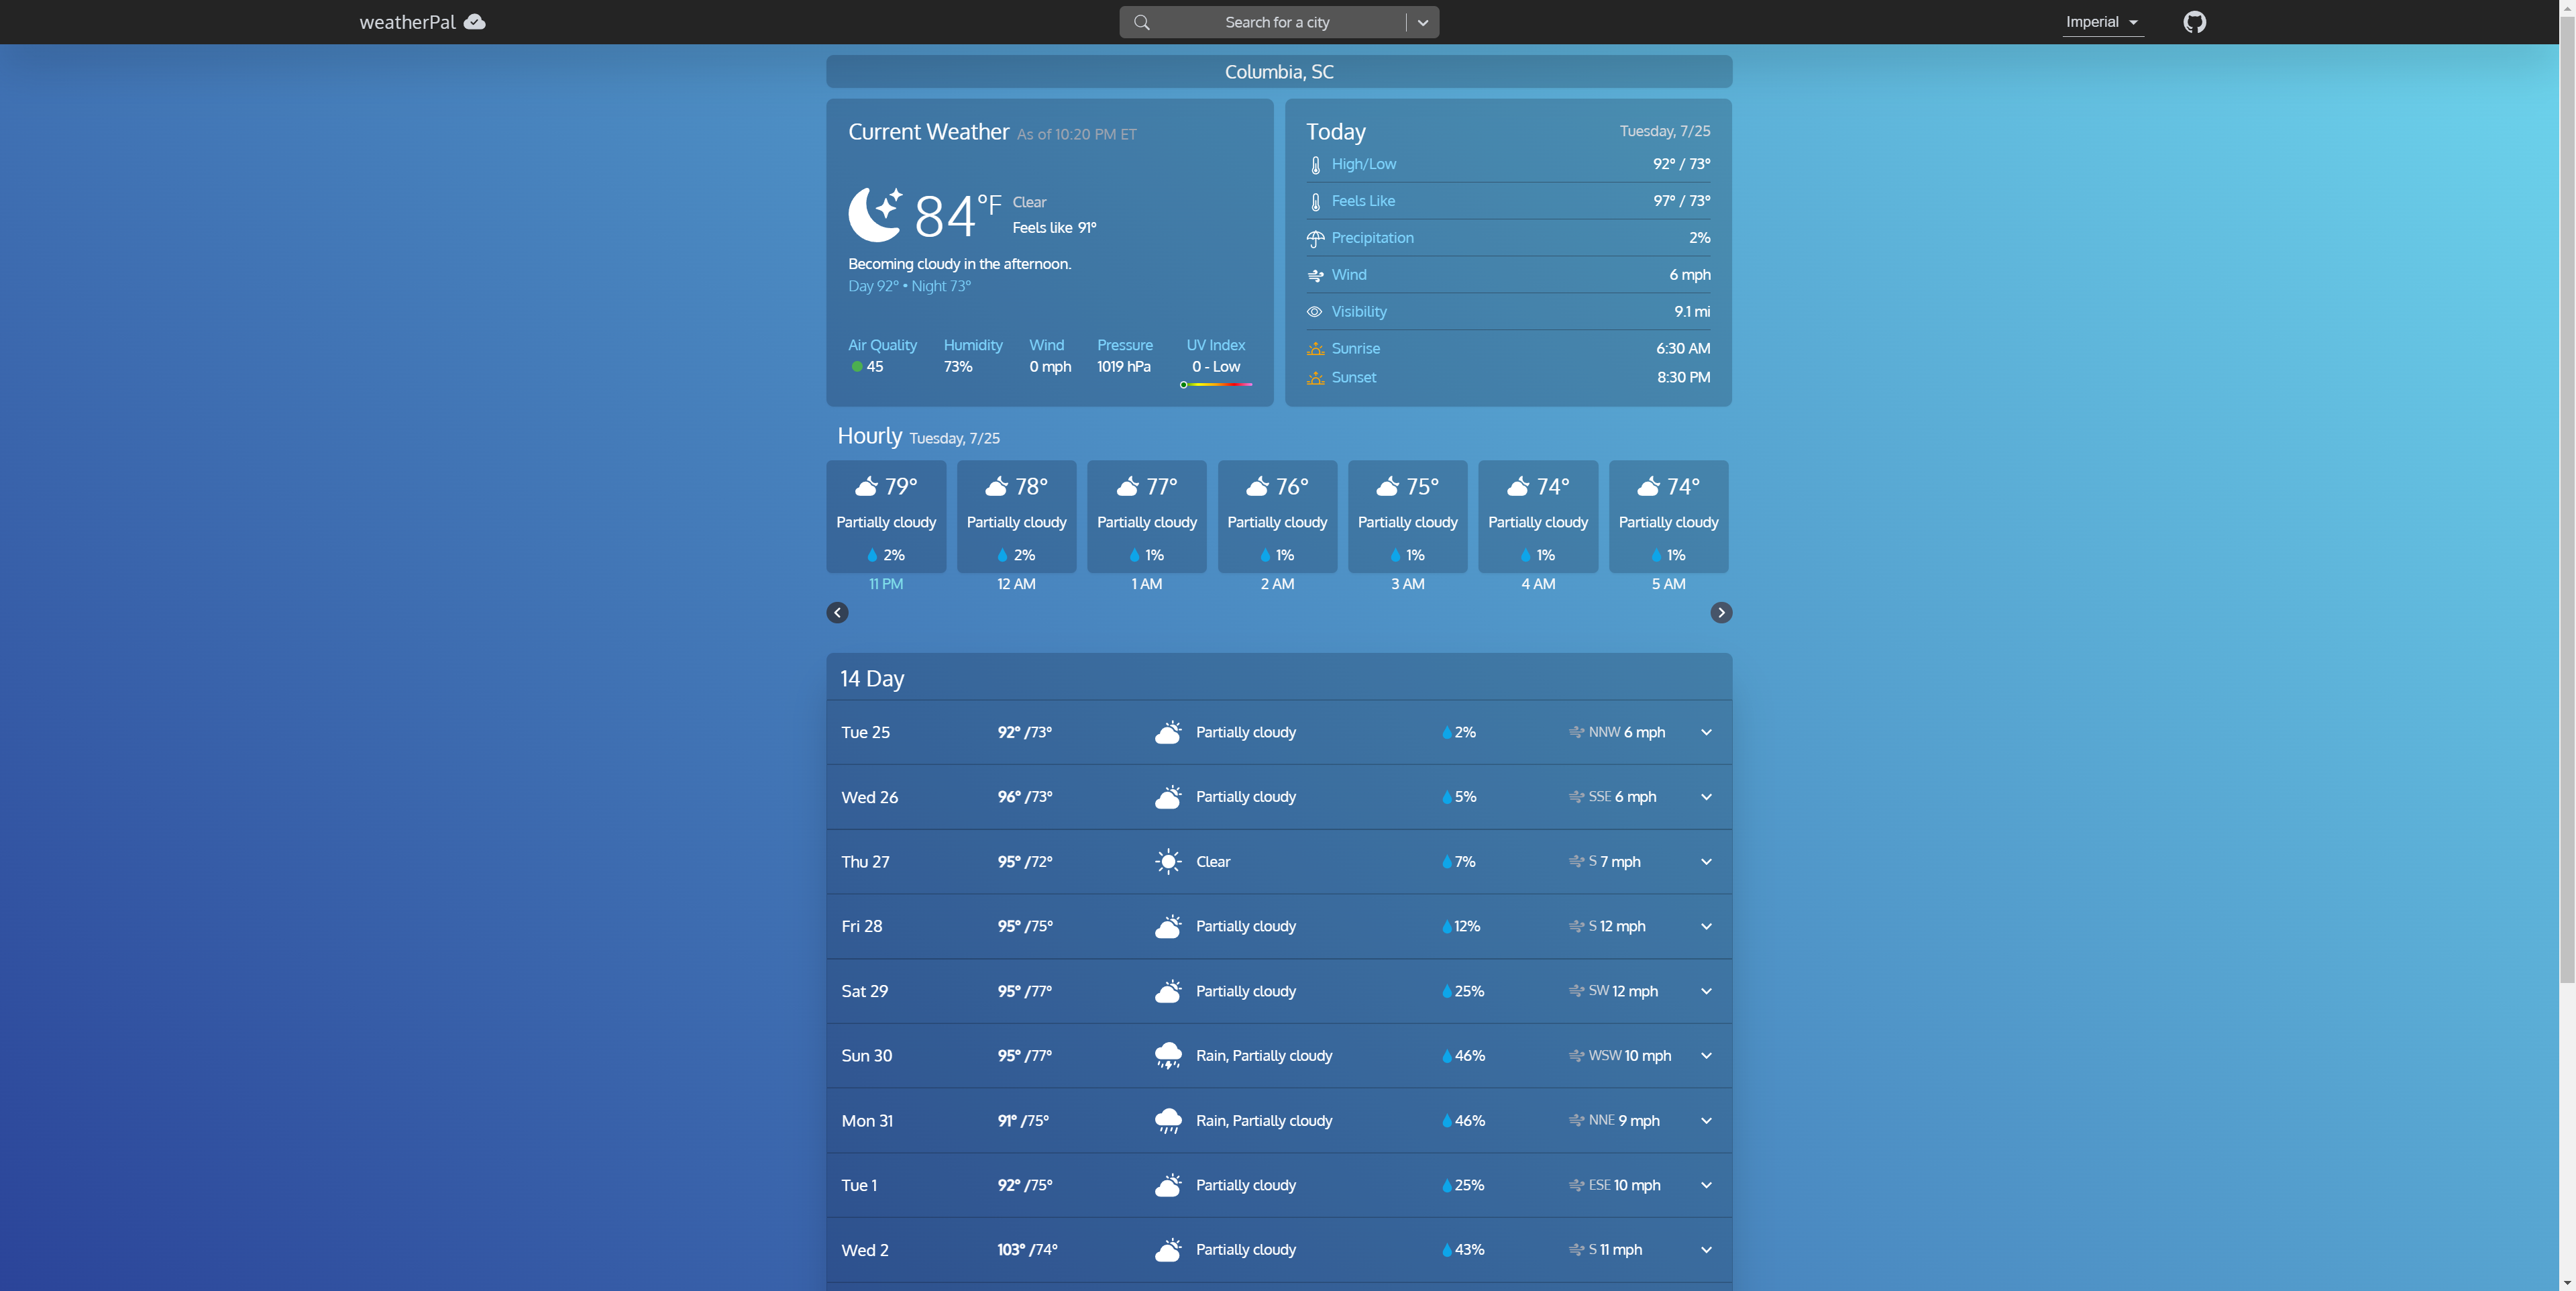 weatherPal
Search for a city
Imperial
Columbia, SC
Current Weather As of 10:20 PM ET
84°F
Clear
Feels like 91°
Becoming cloudy in the afternoon.
Day 92° • Night 73°
Air Quality Humidity Wind Pressure UV Index
45 73% 0 mph 1019 hPa 0 - Low
Today Tuesday, 7/25
High/Low 92° / 73°
Feels Like 97° / 73°
Precipitation 2%
Wind 6 mph
Visibility 9.1 mi
Sunrise 6:30 AM
Sunset 8:30 PM
Hourly Tuesday, 7/25
79° 78° 77° 76° 75° 74° 74°
Partially cloudy Partially cloudy Partially cloudy Partially cloudy Partially cloudy Partially cloudy Partially cloudy
2% 2% 1% 1% 1% 1% 1%
11 PM 12 AM 1 AM 2 AM 3 AM 4 AM 5 AM
14 Day
Tue 25 92° /73° Partially cloudy 2% NNW 6 mph
Wed 26 96° /73° Partially cloudy 5% SSE 6 mph
Thu 27 95° /72° Clear 7% S 7 mph
Fri 28 95° /75° Partially cloudy 12% S 12 mph
Sat 29 95° /77° Partially cloudy 25% SW 12 mph
Sun 30 95° /77° Rain, Partially cloudy 46% WSW 10 mph
Mon 31 91° /75° Rain, Partially cloudy 46% NNE 9 mph
Tue 1 92° /75° Partially cloudy 25% ESE 10 mph
Wed 2 103° /74° Partially cloudy 43% S 11 mph